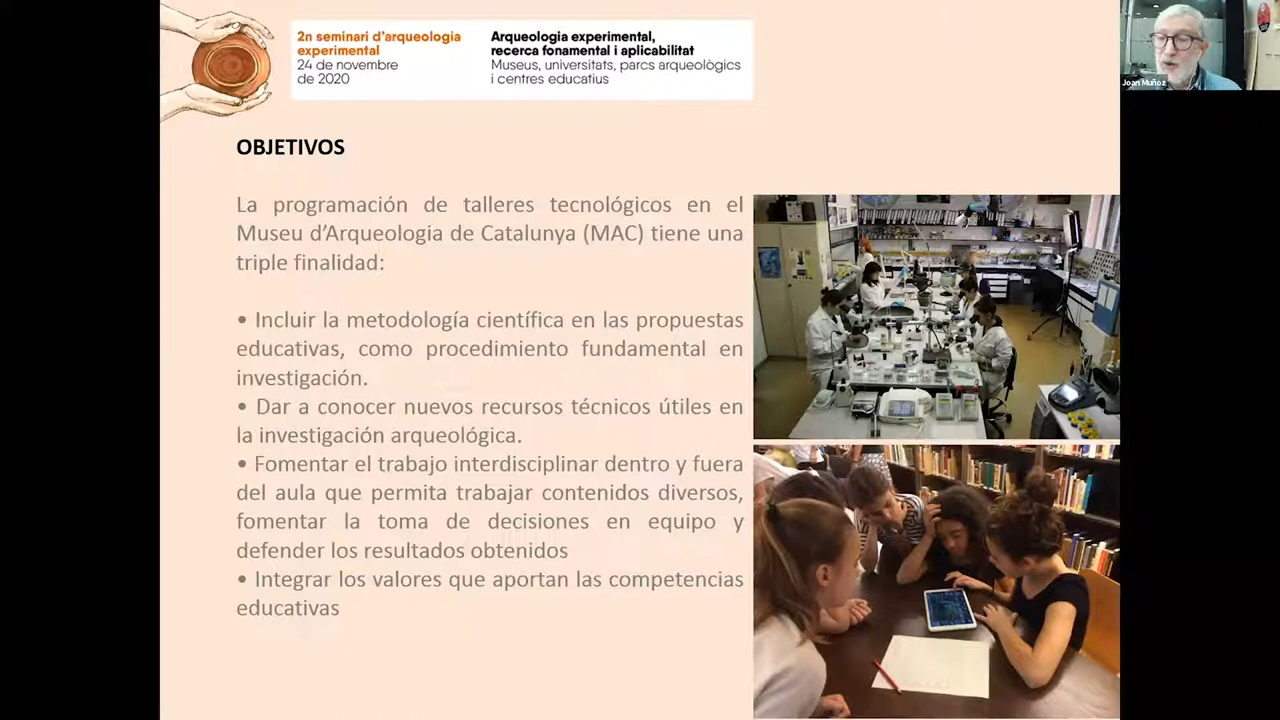 2n seminari d'arqueologia
experimental
24 de novembre
de 2020
Arqueologia experimental,
recerca fonamental i aplicabilitat
Museus, universitats, parcs arqueològics
i centres educatius
Joan Muñoz
OBJETIVOS
La programación de talleres tecnológicos en el
Museu d'Arqueologia de Catalunya (MAC) tiene una
triple finalidad:
• Incluir la metodología científica en las propuestas
educativas, como procedimiento fundamental en
investigación.
• Dar a conocer nuevos recursos técnicos útiles en
la investigación arqueológica.
• Fomentar el trabajo interdisciplinar dentro y fuera
del aula que permita trabajar contenidos diversos,
fomentar la toma de decisiones en equipo y
defender los resultados obtenidos
• Integrar los valores que aportan las competencias
educativas